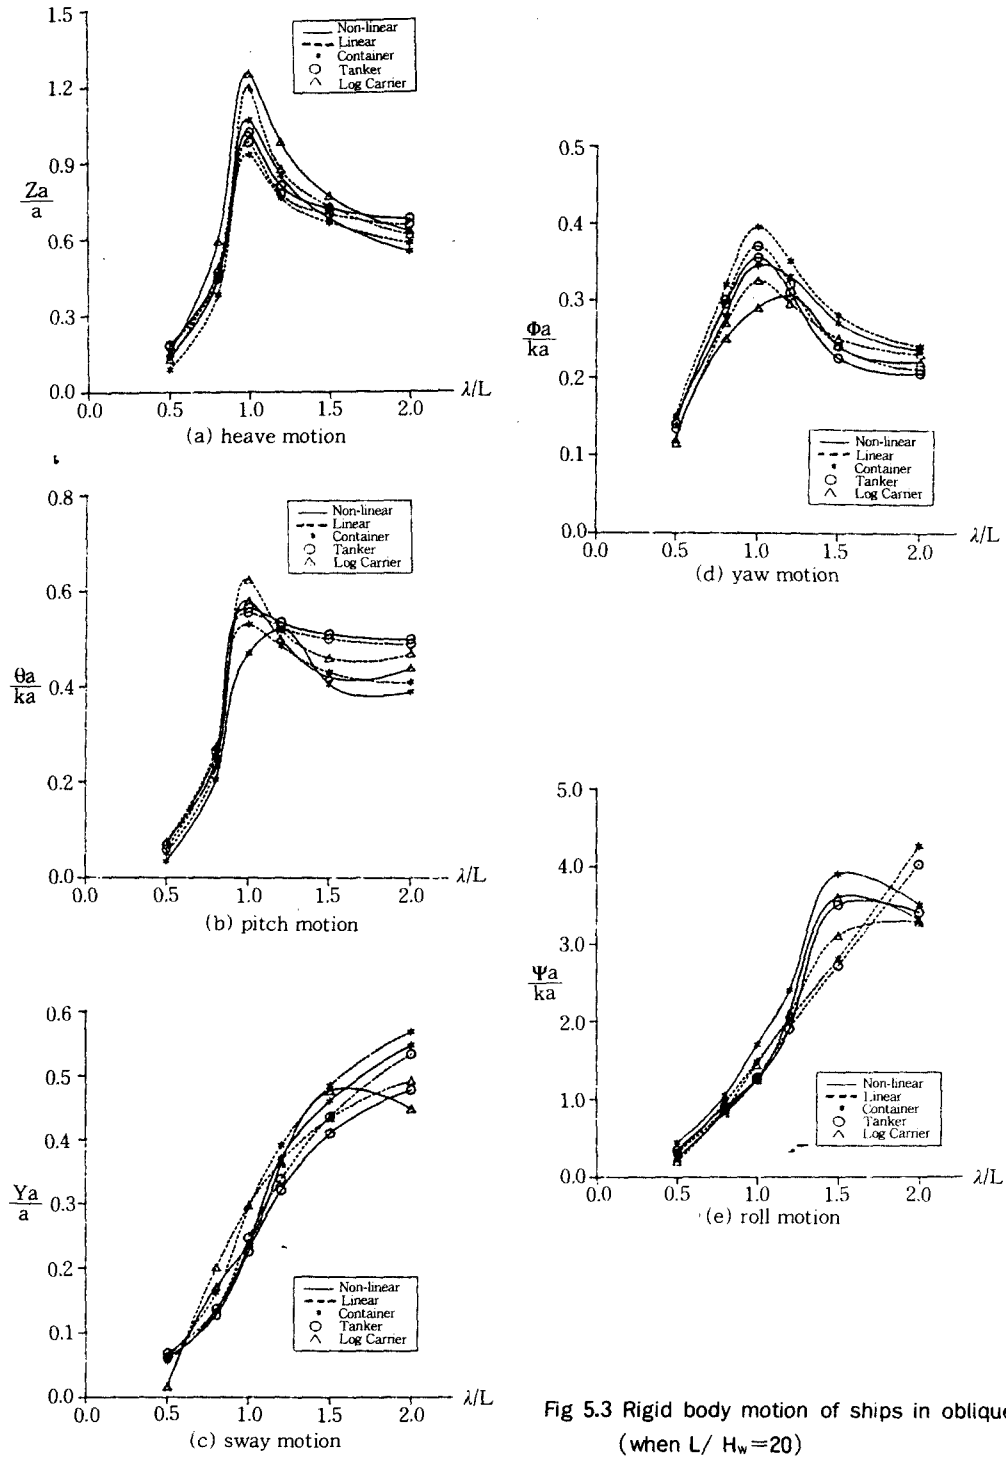 1.5
1.2
0.9
0.6
0.3
0.0
Za
a
0.0 0.5 1.0 1.5 2.0 λ/L
Non-linear
Linear
Container
Tanker
Log Carrier
(a) heave motion
0.8
0.6
0.4
0.2
0.0
θa
ka
0.0 0.5 1.0 1.5 2.0 λ/L
Non-linear
Linear
Container
Tanker
Log Carrier
(b) pitch motion
0.6
0.5
0.4
0.3
0.2
0.1
0.0
Ya
a
0.0 0.5 1.0 1.5 2.0 λ/L
Non-linear
Linear
Container
Tanker
Log Carrier
(c) sway motion
0.5
0.4
0.3
0.2
0.1
0.0
Φa
ka
0.0 0.5 1.0 1.5 2.0 λ/L
Non-linear
Linear
Container
Tanker
Log Carrier
(d) yaw motion
5.0
4.0
3.0
2.0
1.0
0.0
Ψa
ka
0.0 0.5 1.0 1.5 2.0 λ/L
Non-linear
Linear
Container
Tanker
Log Carrier
(e) roll motion
Fig 5.3 Rigid body motion of ships in oblique
(when L/ Hw=20)